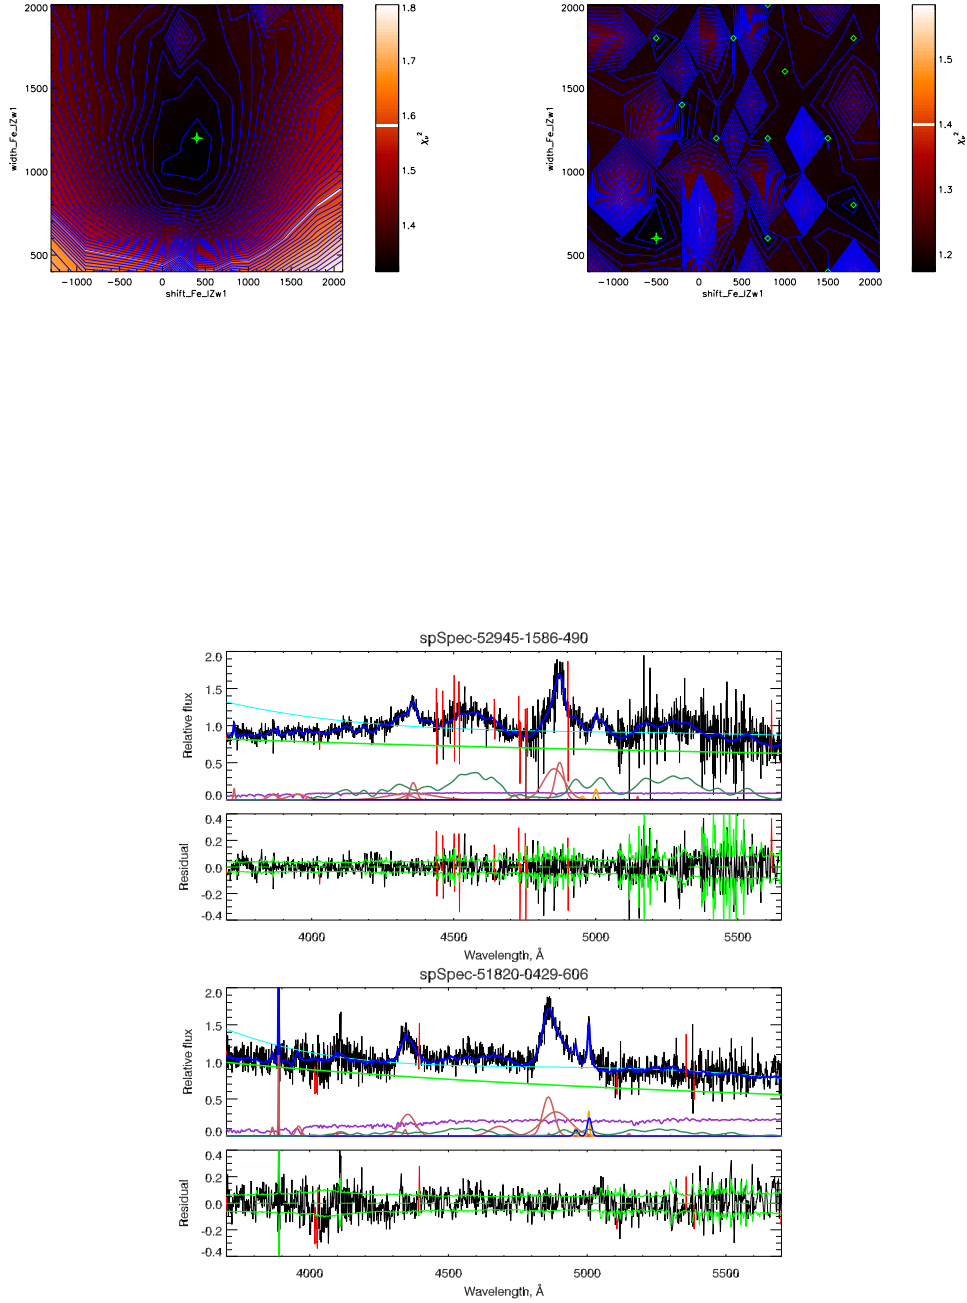 2000
1500
1000
500
width_Fe_IZw1
−1000 −500 0 500 1000 1500 2000
shift_Fe_IZw1
1.8
1.7
1.6
1.5
1.4
χν²
2000
1500
1000
500
width_Fe_IZw1
−1000 −500 0 500 1000 1500 2000
shift_Fe_IZw1
1.5
1.4
1.3
1.2
χν²
spSpec-52945-1586-490
2.0
1.5
1.0
0.5
0.0
Relative flux
0.4
0.2
0.0
-0.2
-0.4
Residual
4000 4500 5000 5500
Wavelength, Å
spSpec-51820-0429-606
2.0
1.5
1.0
0.5
0.0
Relative flux
0.4
0.2
0.0
-0.2
-0.4
Residual
4000 4500 5000 5500
Wavelength, Å